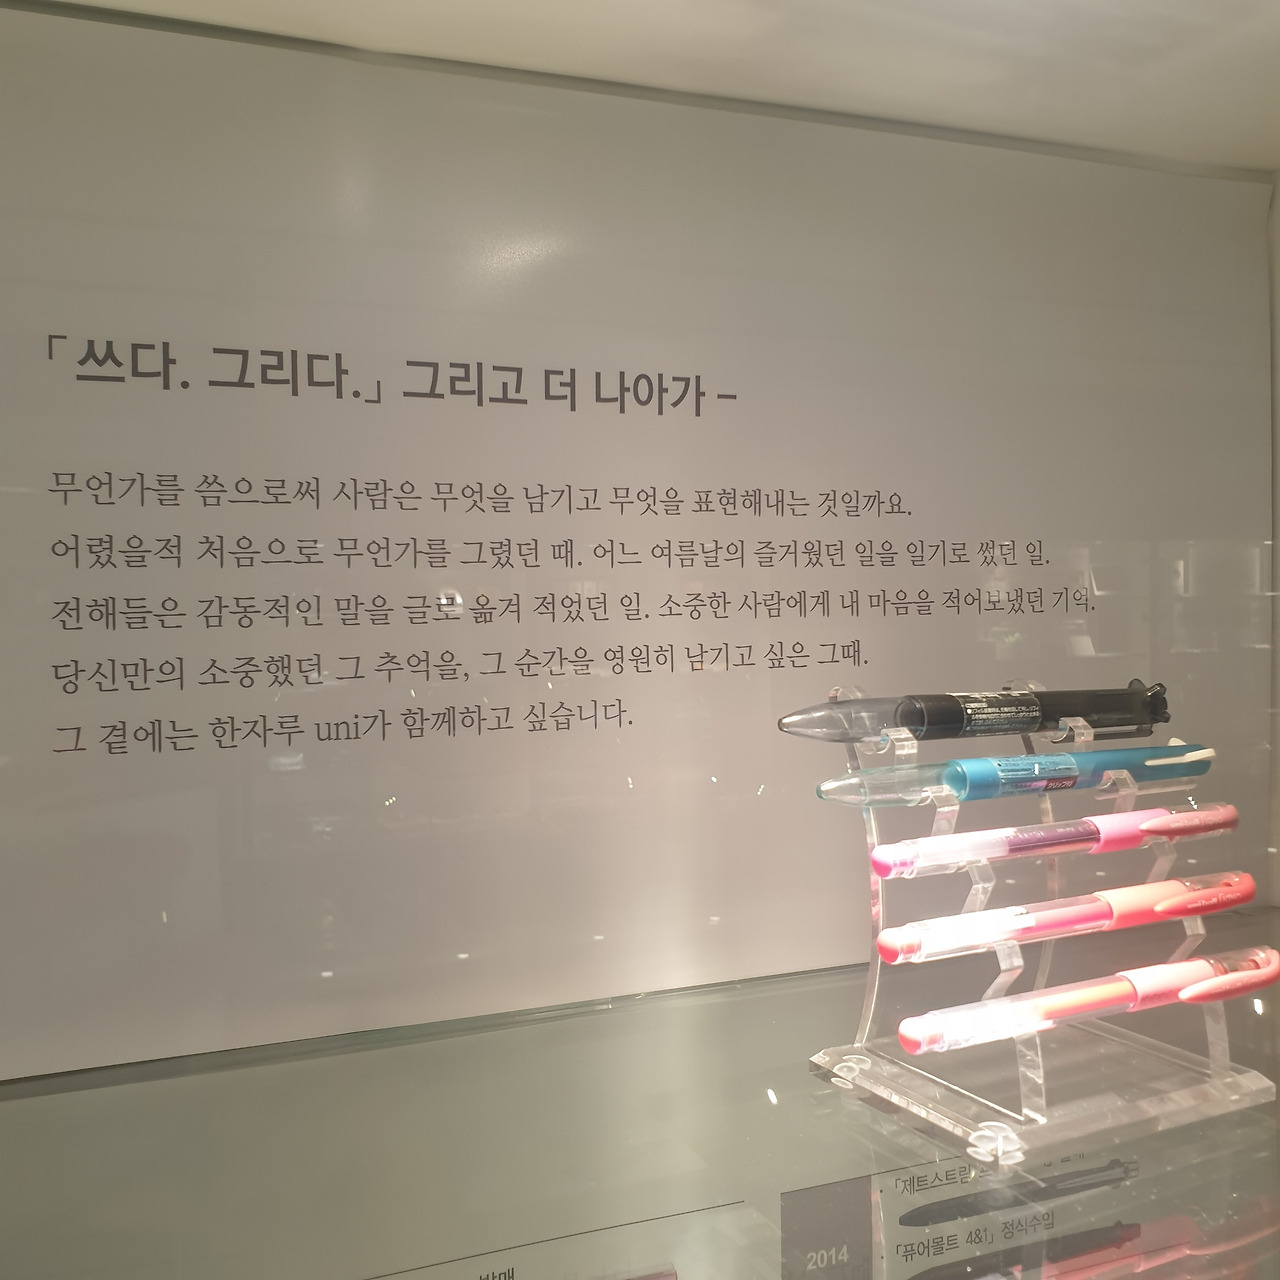 「쓰다. 그리다.」 그리고 더 나아가 –
무언가를 씀으로써 사람은 무엇을 남기고 무엇을 표현해내는 것일까요.
어렸을적 처음으로 무언가를 그렸던 때. 어느 여름날의 즐거웠던 일을 일기로 썼던 일.
전해들은 감동적인 말을 글로 옮겨 적었던 일. 소중한 사람에게 내 마음을 적어보냈던 기억.
당신만의 소중했던 그 추억을, 그 순간을 영원히 남기고 싶은 그때.
그 곁에는 한자루 uni가 함께하고 싶습니다.
「제트스트림
2014
「퓨어몰트 4&1」 정식수입
발매